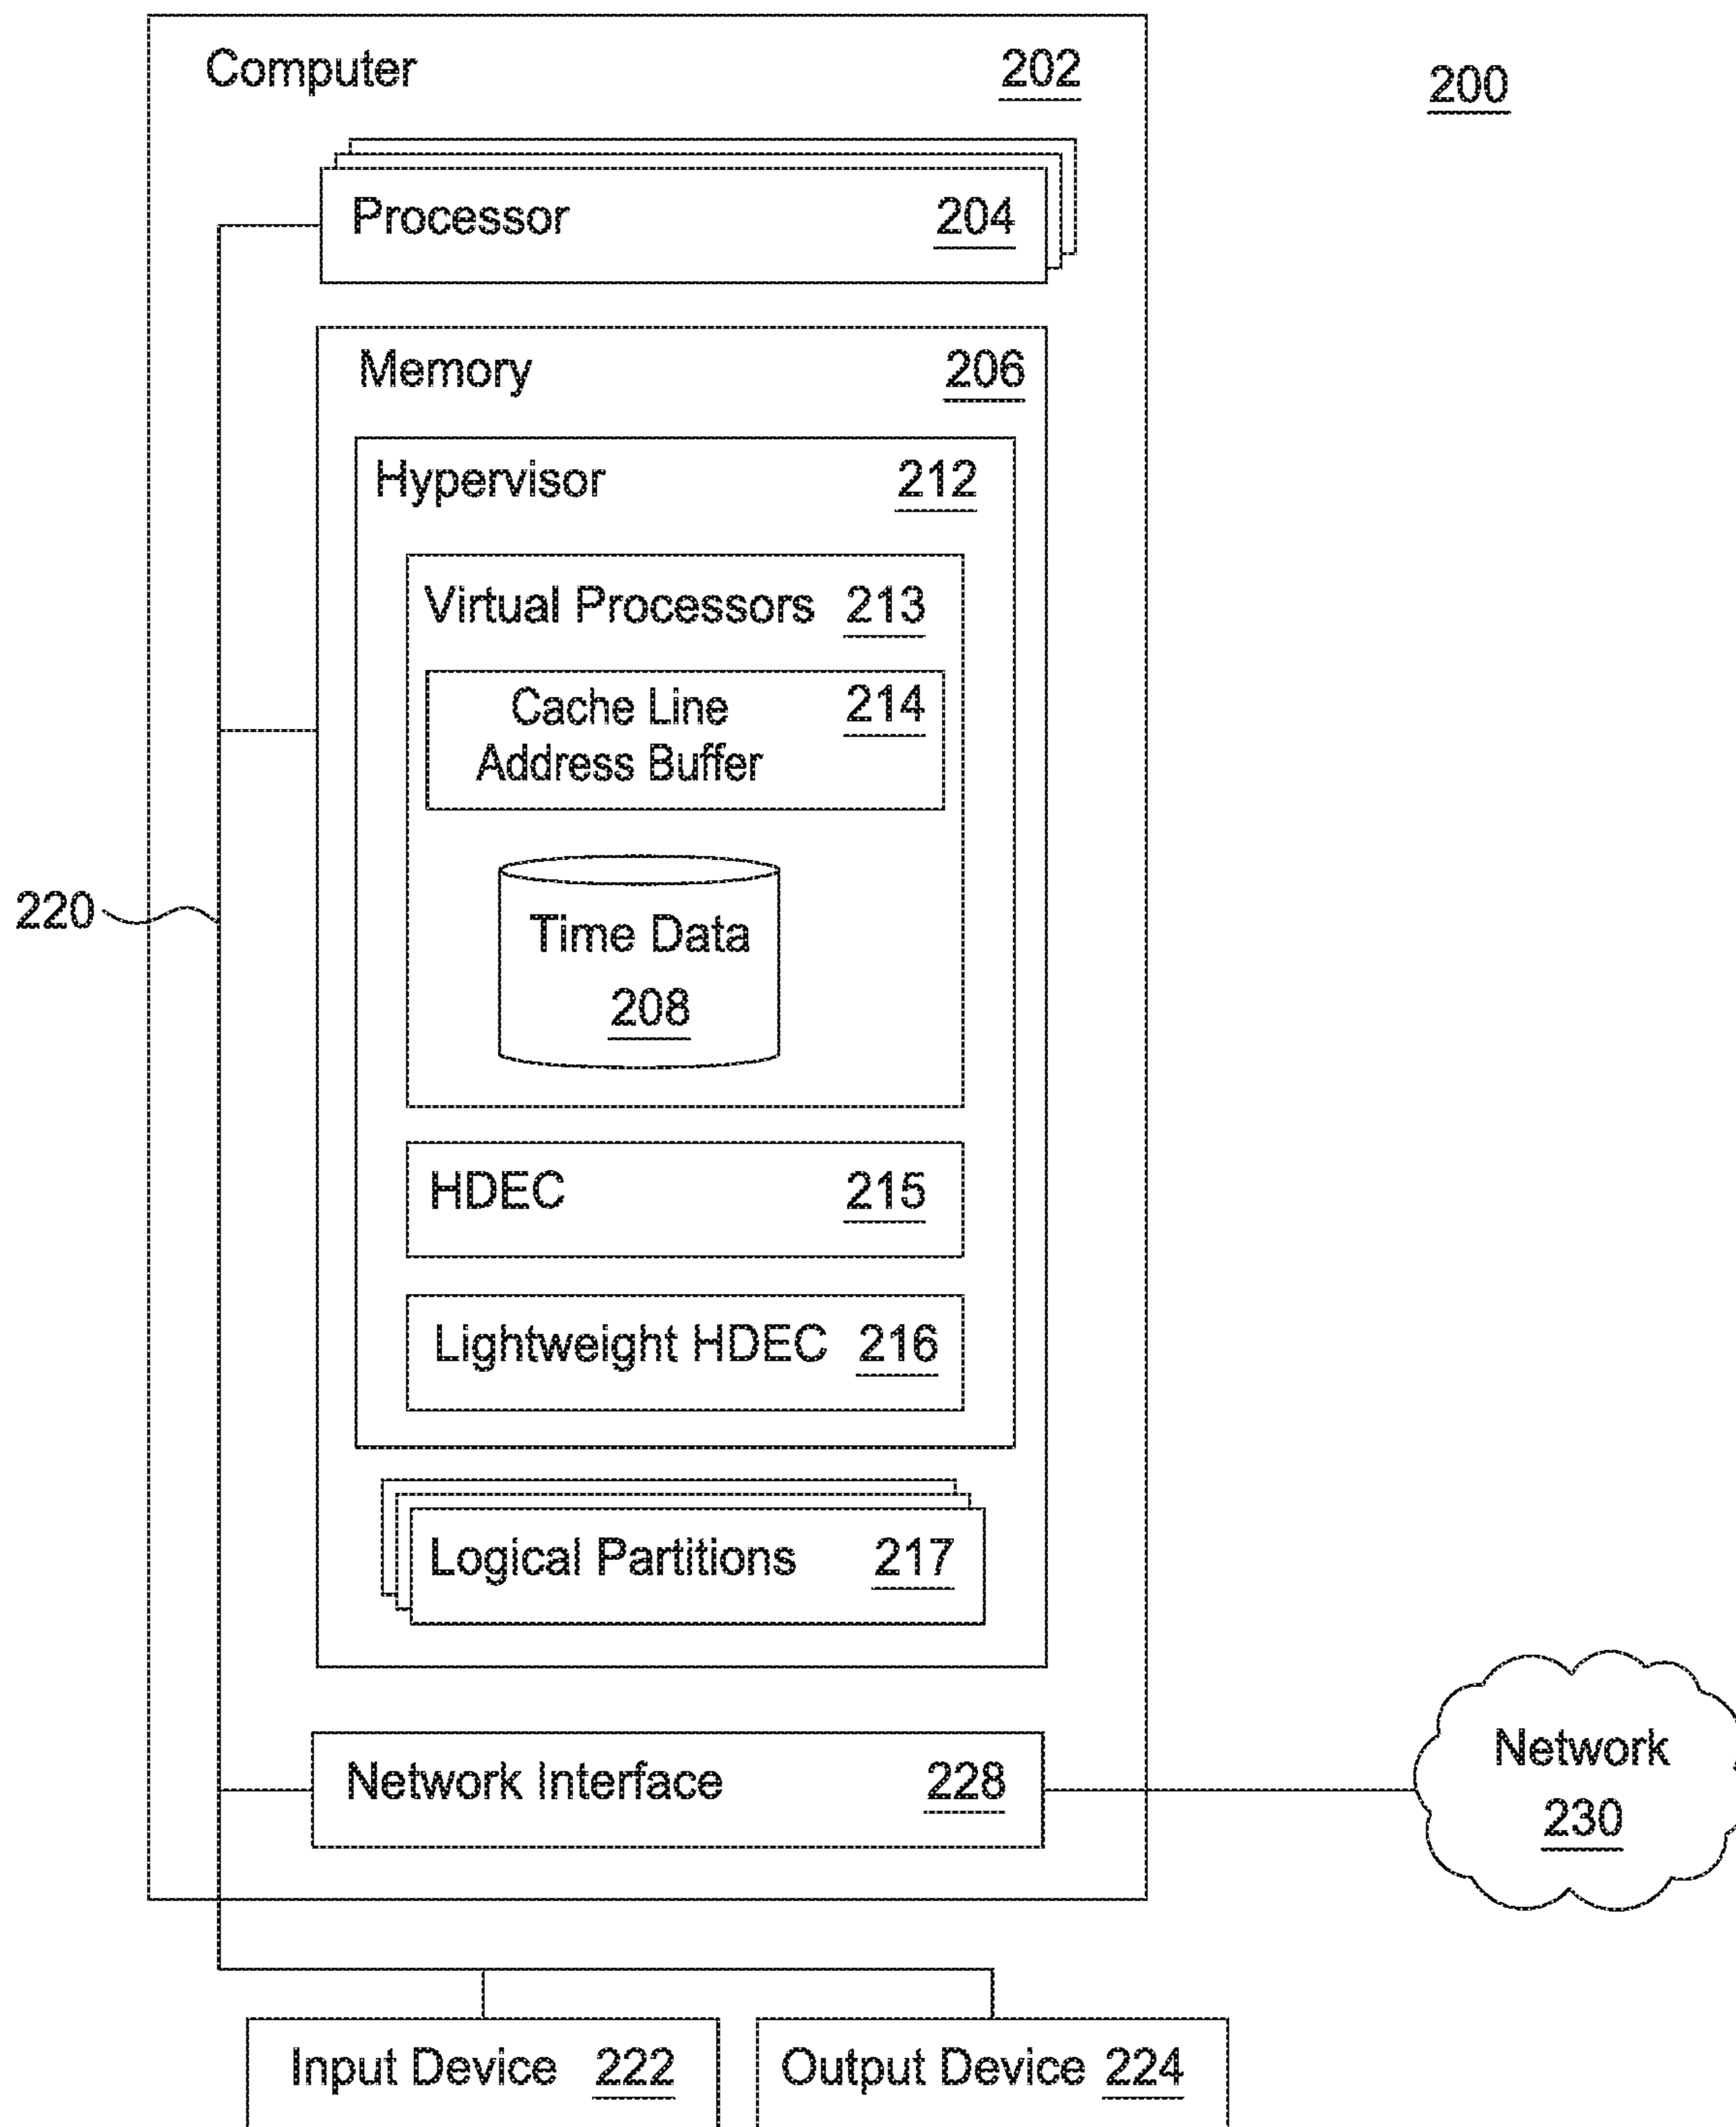 Computer 202
200
Processor 204
Memory 206
Hypervisor 212
Virtual Processors 213
Cache Line 214
Address Buffer
220
Time Data
208
HDEC 215
Lightweight HDEC 216
Logical Partitions 217
Network Interface 228
Network
230
Input Device 222
Output Device 224